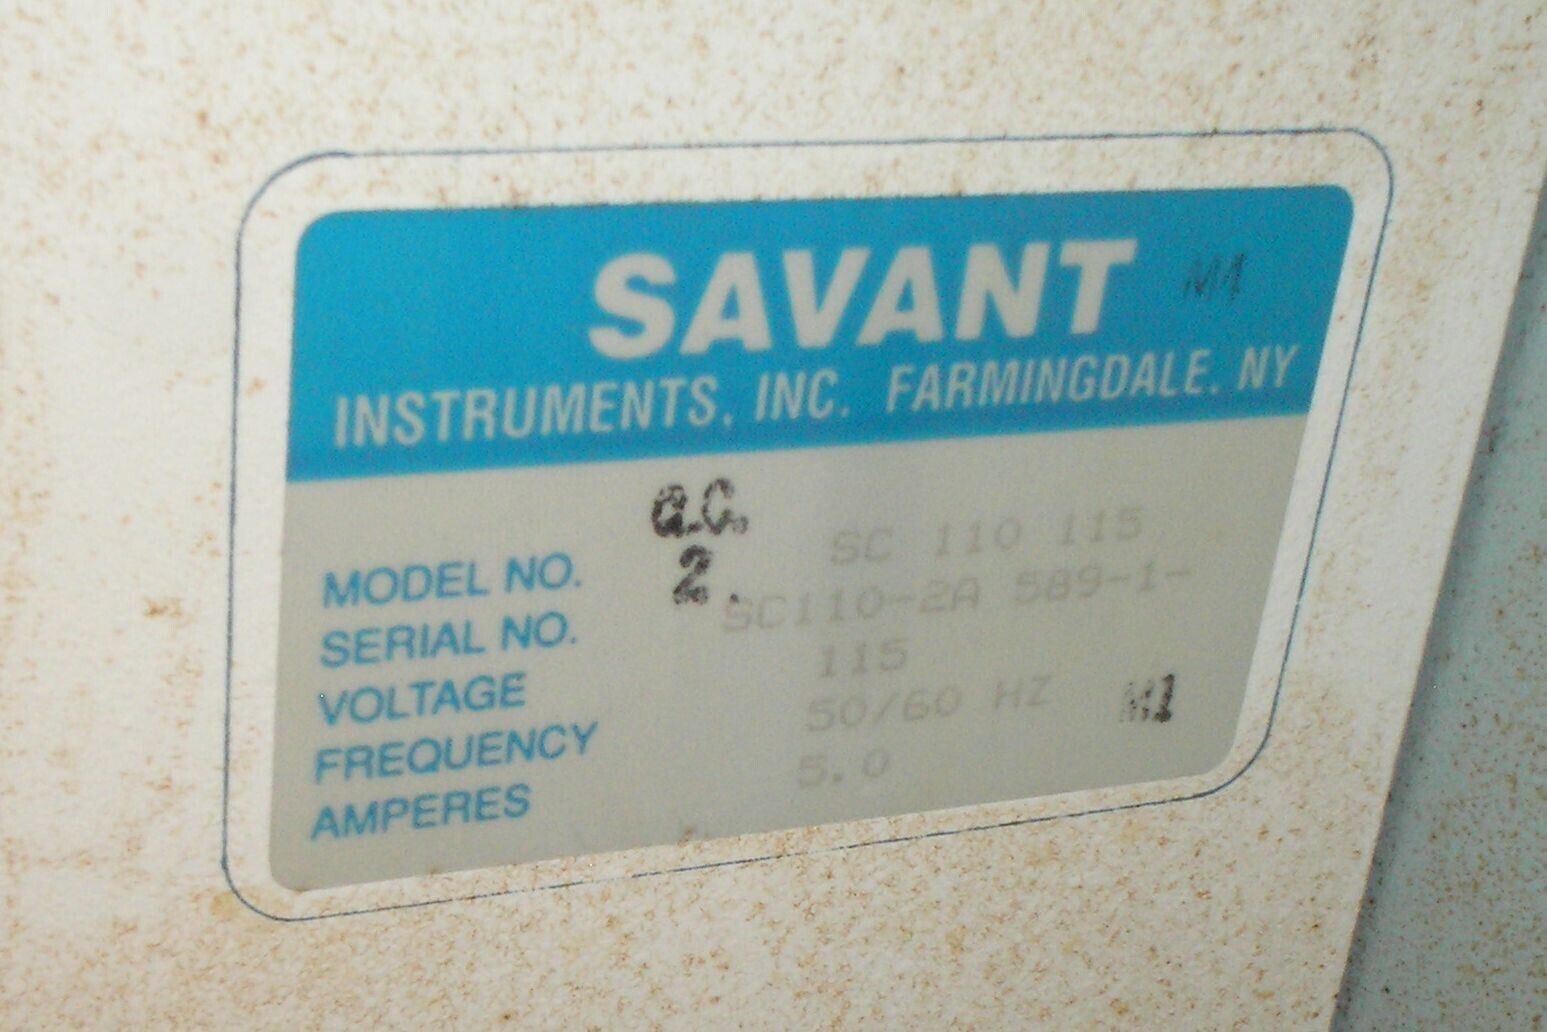 SAVANT M1
INSTRUMENTS, INC. FARMINGDALE, NY
Q.C.
2.
MODEL NO. SC 110 115
SERIAL NO. SC110-2A 589-1-
VOLTAGE 115
FREQUENCY 50/60 HZ M1
AMPERES 5.0